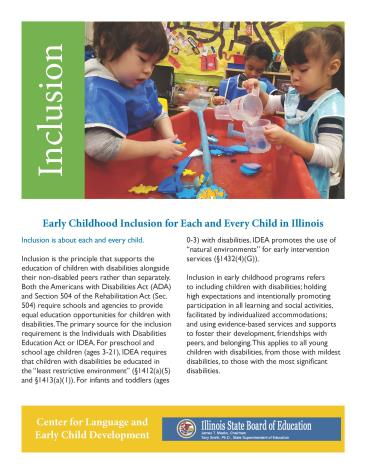 Inclusion
Early Childhood Inclusion for Each and Every Child in Illinois
Inclusion is about each and every child.
Inclusion is the principle that supports the
education of children with disabilities alongside
their non-disabled peers rather than separately.
Both the Americans with Disabilities Act (ADA)
and Section 504 of the Rehabilitation Act (Sec.
504) require schools and agencies to provide
equal education opportunities for children with
disabilities. The primary source for the inclusion
requirement is the Individuals with Disabilities
Education Act or IDEA. For preschool and
school age children (ages 3-21), IDEA requires
that children with disabilities be educated in
the "least restrictive environment" (§1412(a)(5)
and §1413(a)(1)). For infants and toddlers (ages
0-3) with disabilities, IDEA promotes the use of
"natural environments" for early intervention
services (§1432(4)(G)).
Inclusion in early childhood programs refers
to including children with disabilities; holding
high expectations and intentionally promoting
participation in all learning and social activities,
facilitated by individualized accommodations;
and using evidence-based services and supports
to foster their development, friendships with
peers, and belonging. This applies to all young
children with disabilities, from those with mildest
disabilities, to those with the most significant
disabilities.
Center for Language and
Early Child Development
Illinois State Board of Education
James T. Meeks, Chairman
Tony Smith, Ph.D., State Superintendent of Education